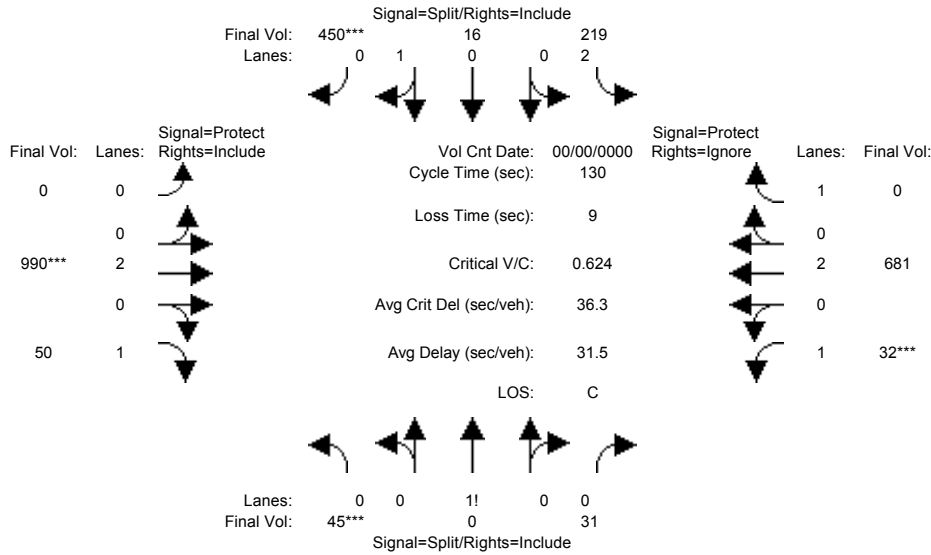 Signal=Split/Rights=Include
Final Vol: 450*** 16 219
Lanes: 0 1 0 0 2
Signal=Protect Signal=Protect
Final Vol: Lanes: Rights=Include Vol Cnt Date: 00/00/0000 Rights=Ignore Lanes: Final Vol:
Cycle Time (sec): 130
0 0 1 0
Loss Time (sec): 9
0 0
990*** 2 Critical V/C: 0.624 2 681
0 Avg Crit Del (sec/veh): 36.3 0
50 1 Avg Delay (sec/veh): 31.5 1 32***
LOS: C
Lanes: 0 0 1! 0 0
Final Vol: 45*** 0 31
Signal=Split/Rights=Include